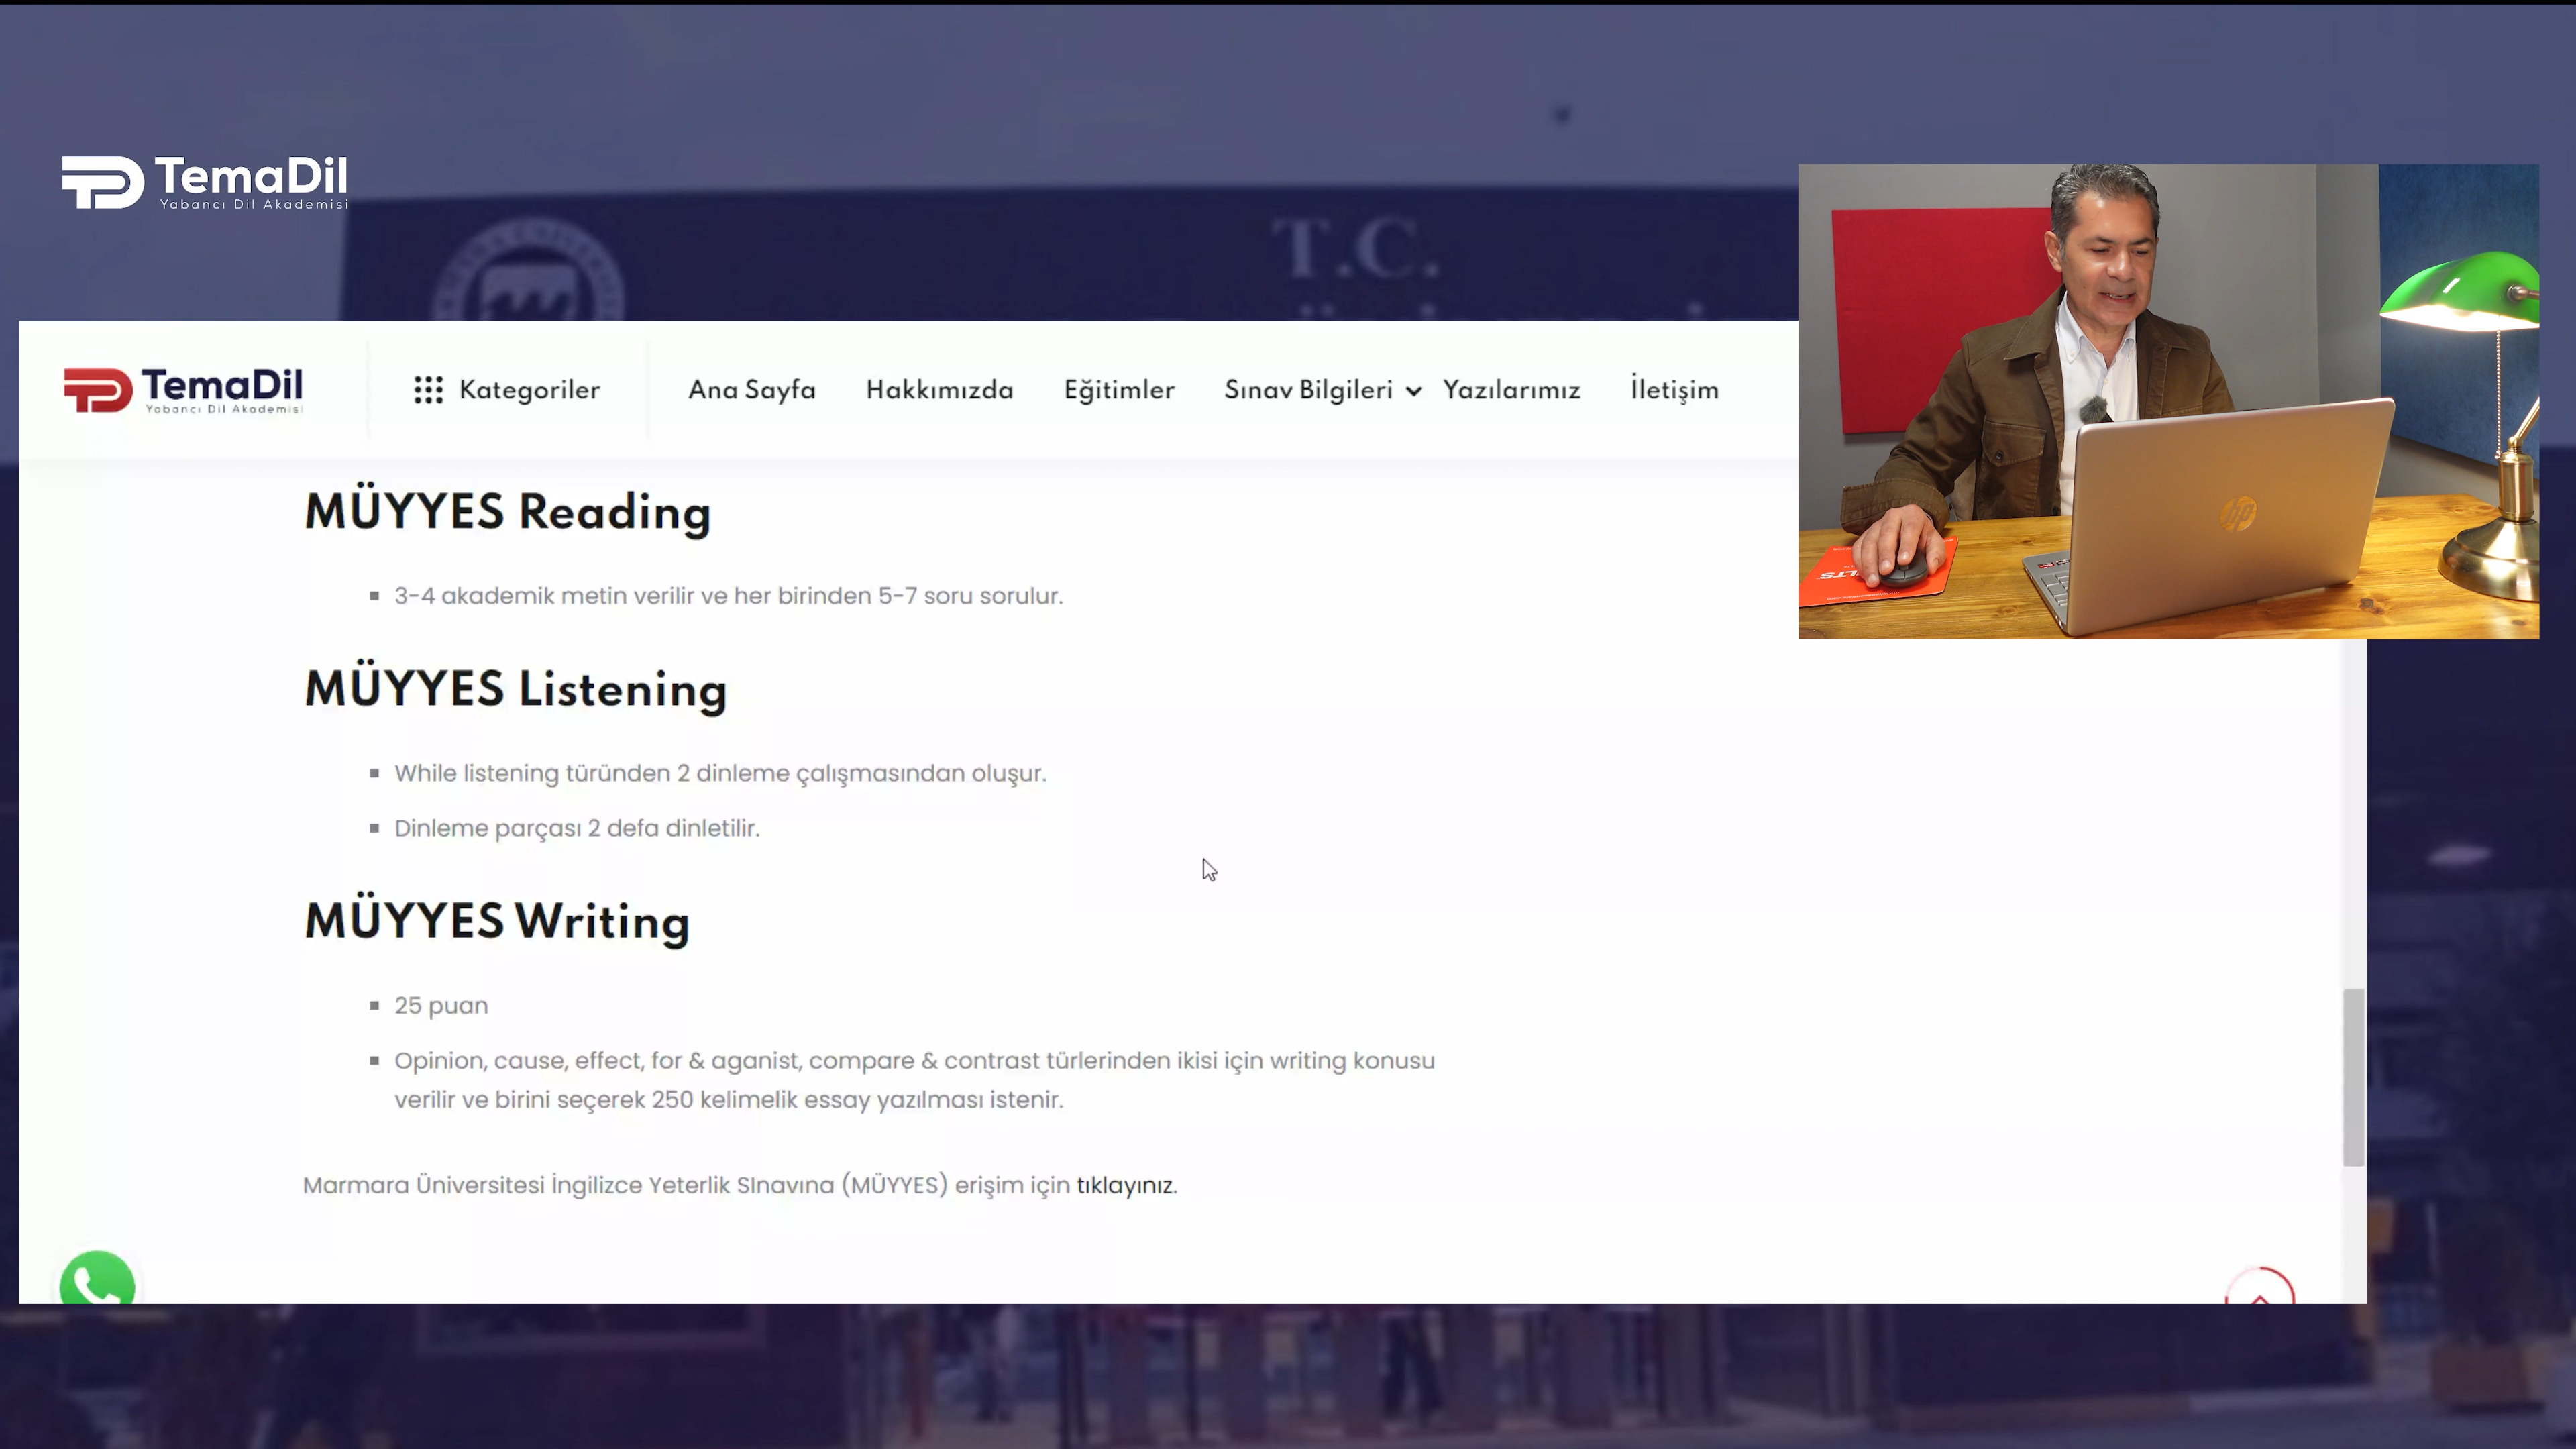 TemaDil
Yabancı Dil Akademisi
T.C.
TemaDil
Yabancı Dil Akademisi
Kategoriler
Ana Sayfa
Hakkımızda
Eğitimler
Sınav Bilgileri
Yazılarımız
İletişim
hp
MÜYYES Reading
3-4 akademik metin verilir ve her birinden 5-7 soru sorulur.
MÜYYES Listening
While listening türünden 2 dinleme çalışmasından oluşur.
Dinleme parçası 2 defa dinletilir.
MÜYYES Writing
25 puan
Opinion, cause, effect, for & aganist, compare & contrast türlerinden ikisi için writing konusu
verilir ve birini seçerek 250 kelimelik essay yazılması istenir.
Marmara Üniversitesi İngilizce Yeterlik SInavına (MÜYYES) erişim için tıklayınız.